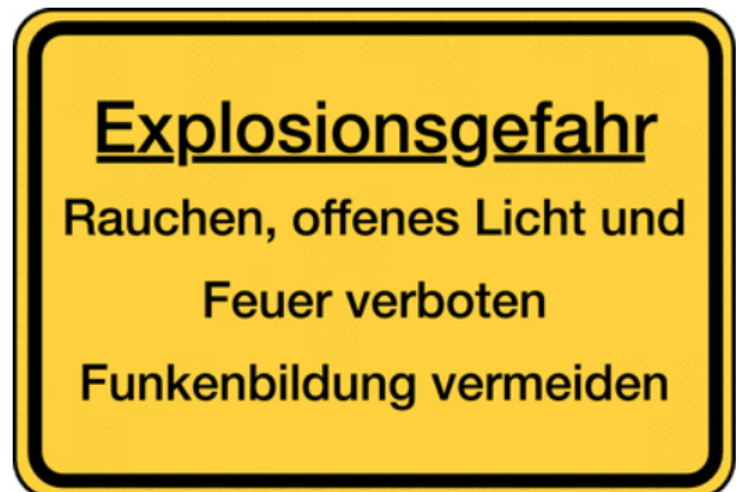 Explosionsgefahr
Rauchen, offenes Licht und
Feuer verboten
Funkenbildung vermeiden